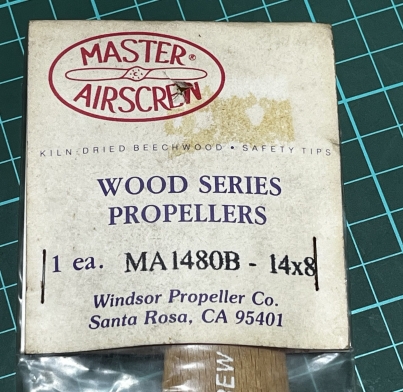 MASTER®
AIRSCREW
KILN-DRIED BEECHWOOD • SAFETY TIPS
WOOD SERIES
PROPELLERS
1 ea. MA1480B - 14x8
Windsor Propeller Co.
Santa Rosa, CA 95401
EW